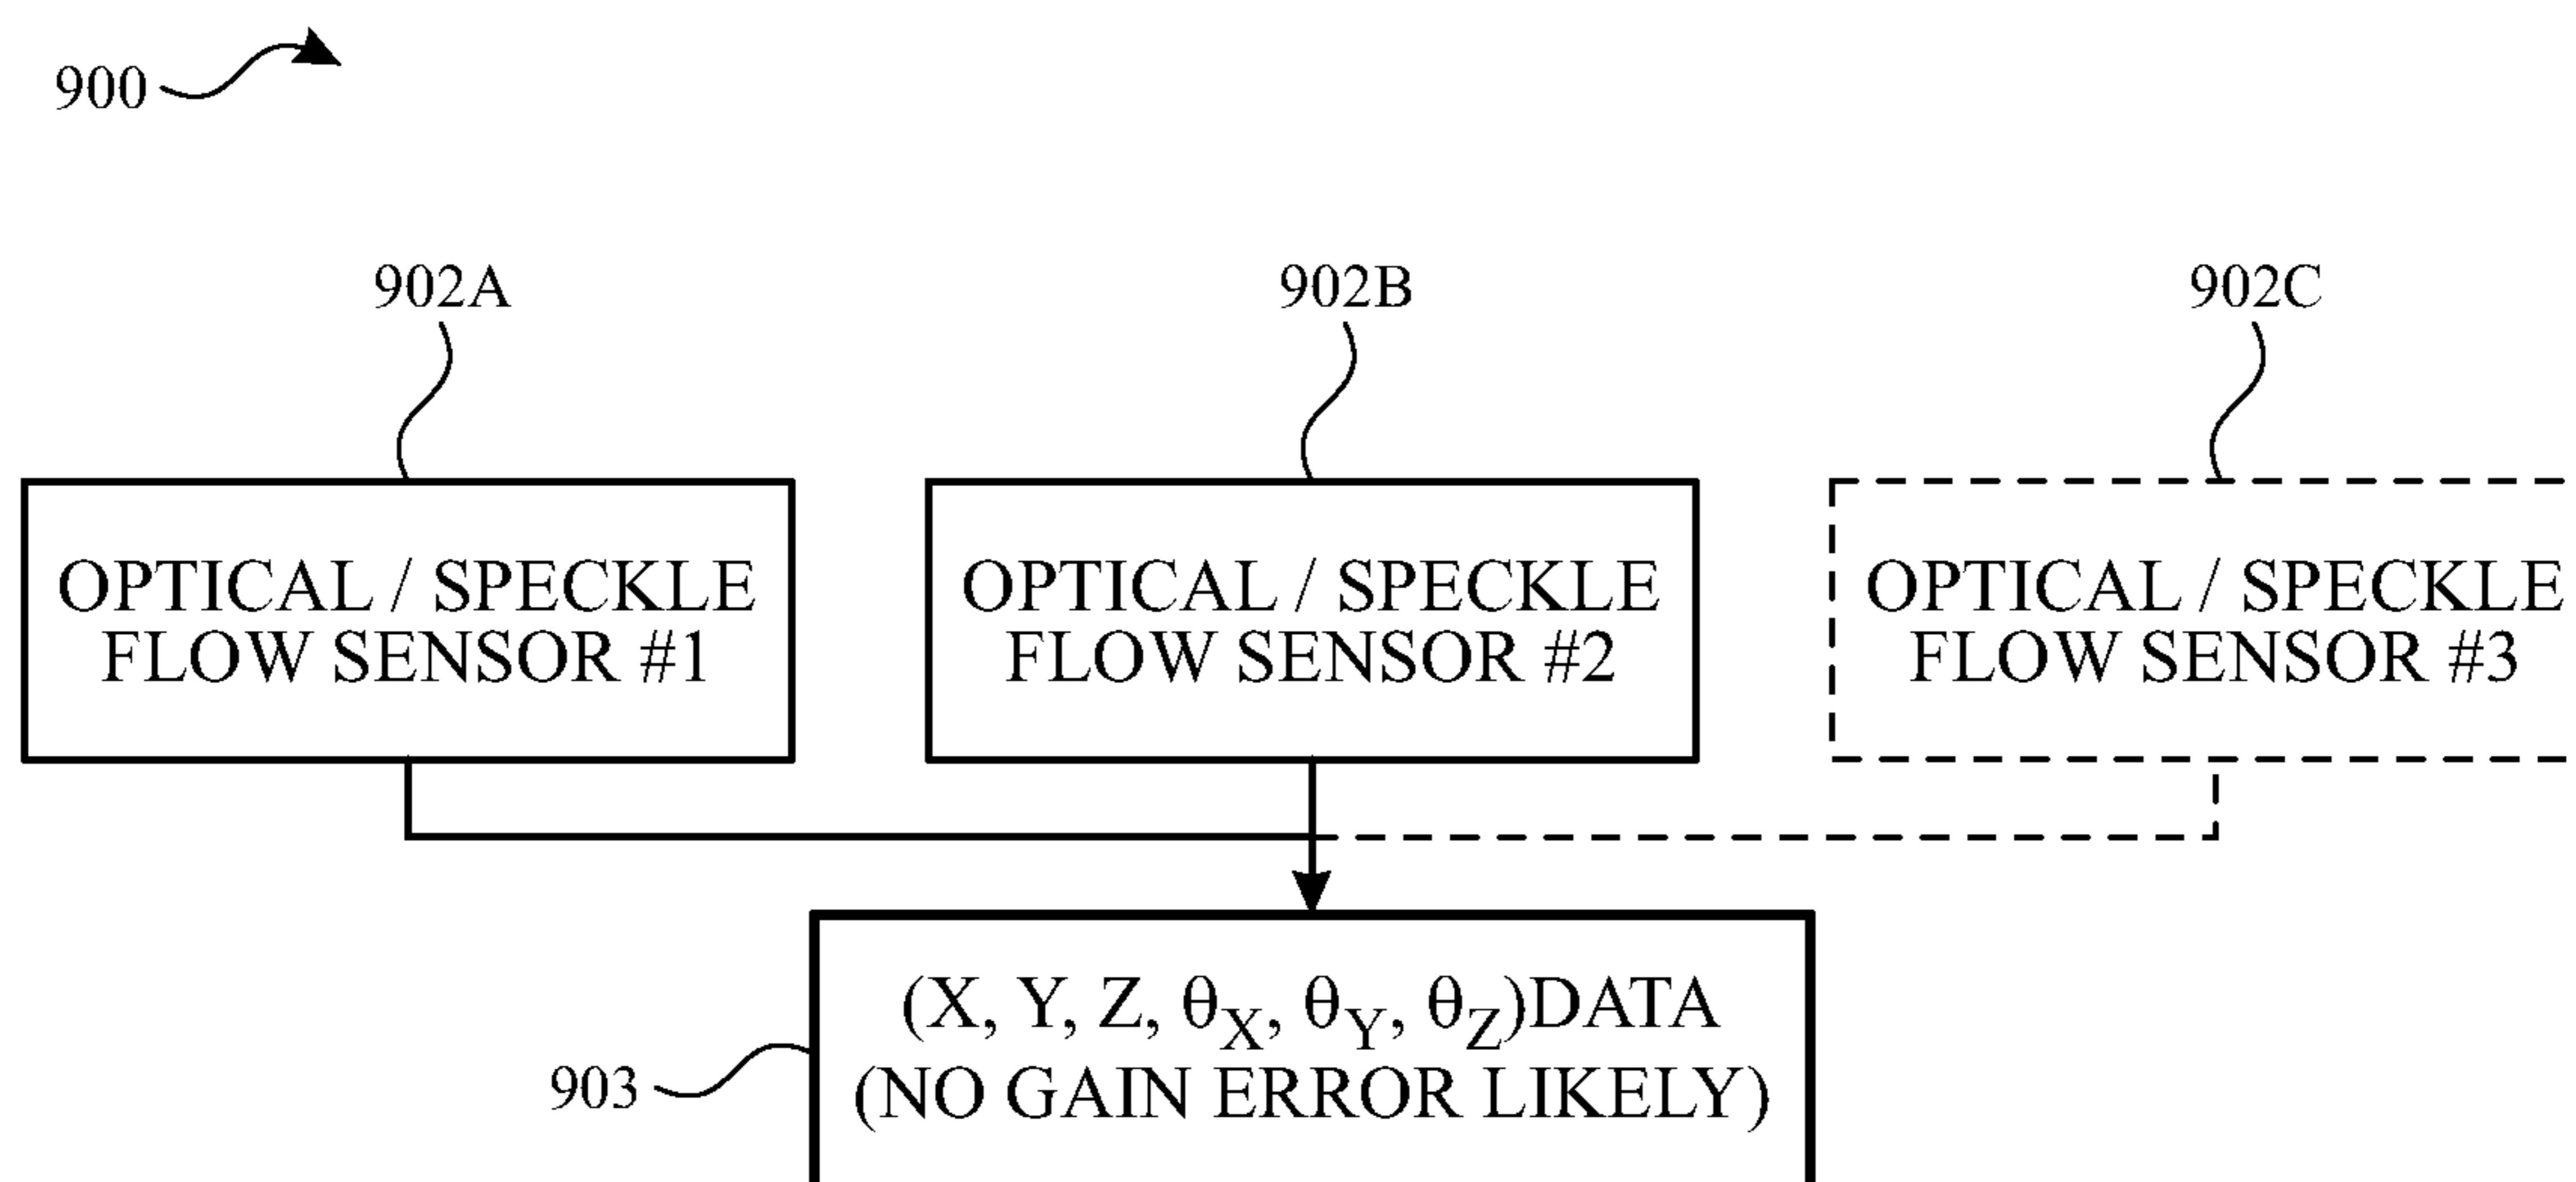 900
902A
902B
902C
OPTICAL / SPECKLE
FLOW SENSOR #1
OPTICAL / SPECKLE
FLOW SENSOR #2
OPTICAL / SPECKLE
FLOW SENSOR #3
(X, Y, Z, θX, θY, θZ)DATA
(NO GAIN ERROR LIKELY)
903